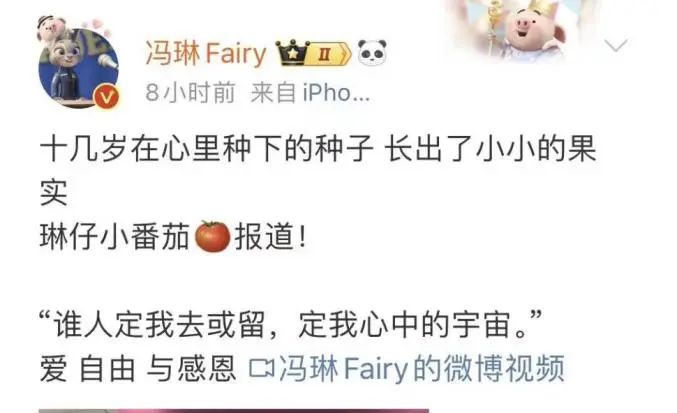 冯琳Fairy II
8小时前 来自 iPho...
十几岁在心里种下的种子 长出了小小的果
实
琳仔小番茄🍅报道！
“谁人定我去或留，定我心中的宇宙。”
爱 自由 与感恩 冯琳Fairy的微博视频